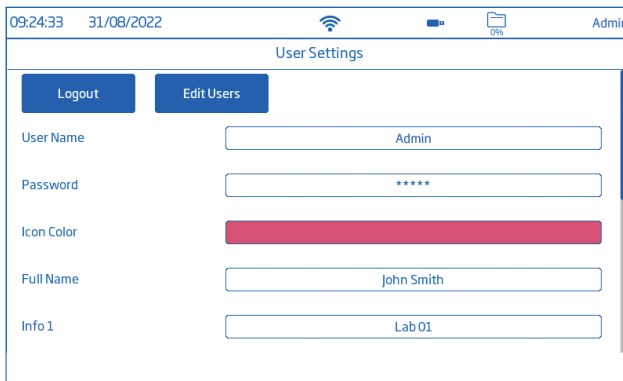 09:24:33 31/08/2022 0% Admin
User Settings
Logout Edit Users
User Name Admin
Password *****
Icon Color
Full Name John Smith
Info 1 Lab 01